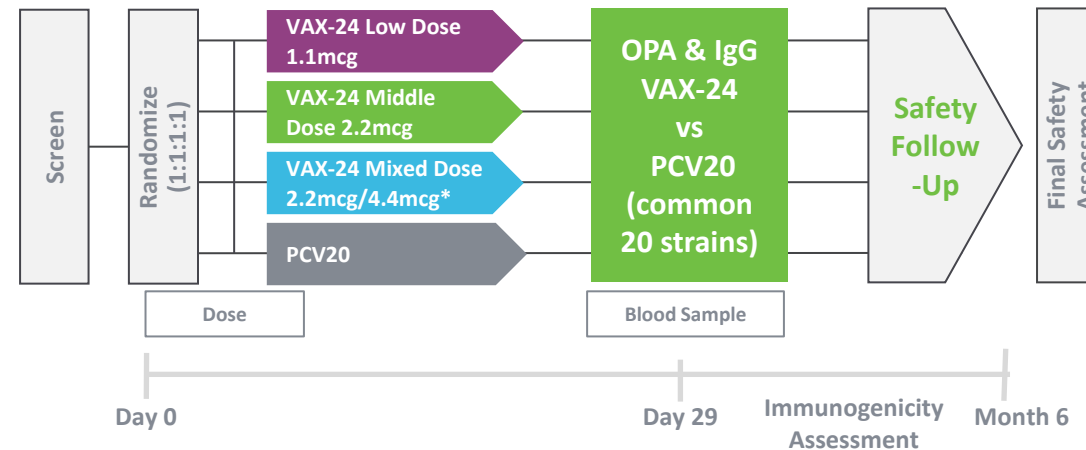 Screen
Randomize
(1:1:1:1)
VAX-24 Low Dose
1.1mcg
VAX-24 Middle
Dose 2.2mcg
VAX-24 Mixed Dose
2.2mcg/4.4mcg*
PCV20
OPA & IgG
VAX-24
vs
PCV20
(common
20 strains)
Safety
Follow
-Up
Final Safety
Assessment
Dose
Blood Sample
Day 0
Day 29
Immunogenicity
Assessment
Month 6